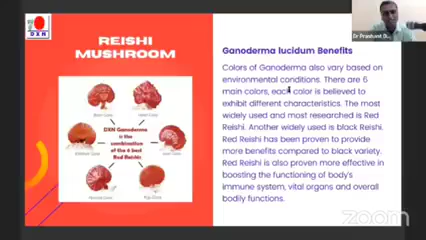 DXN
REISHI
MUSHROOM
DXN Ganoderma
is the
combination
of the 6 best
Red Reishi
Ganoderma lucidum Benefits
Colors of Ganoderma also vary based on
environmental conditions. There are 6
main colors, each color is believed to
exhibit different characteristics. The most
widely used and most researched is Red
Reishi. Another widely used is black Reishi.
Red Reishi has been proven to provide
more benefits compared to black variety.
Red Reishi is also proven more effective in
boosting the functioning of body's
immune system, vital organs and overall
bodily functions.
Dr Prashant D...
zoom